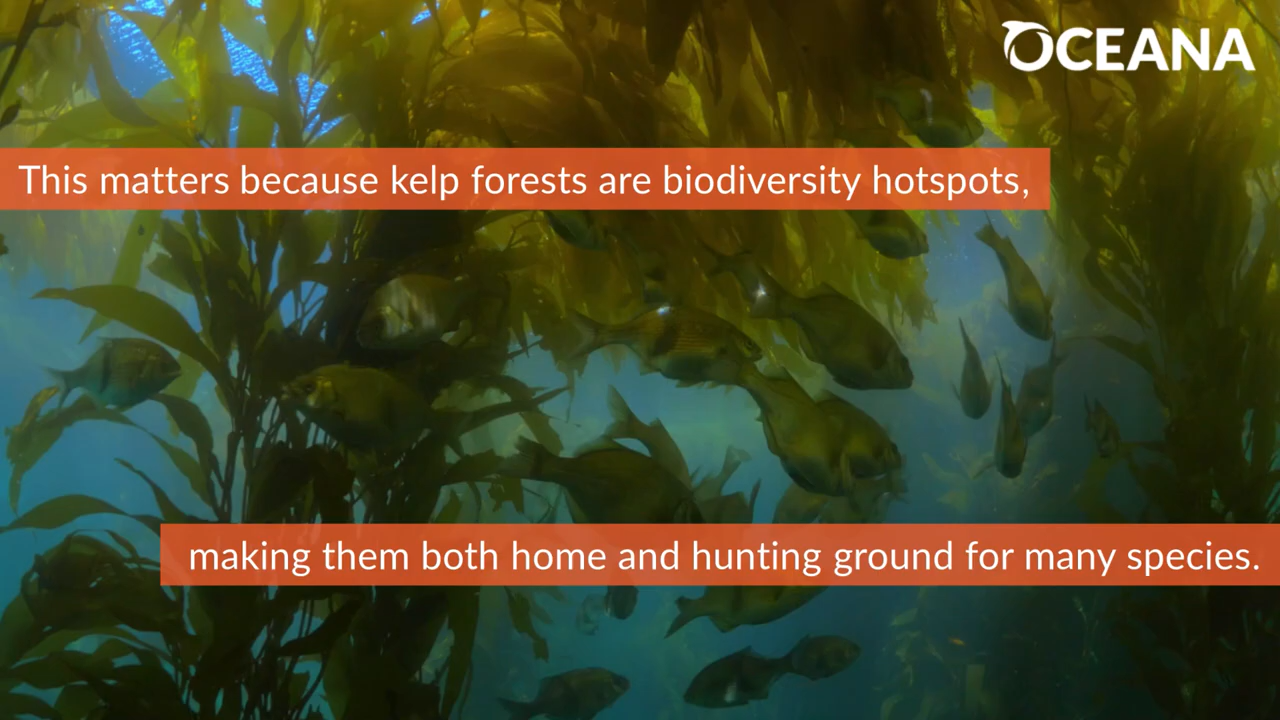 OCEANA
This matters because kelp forests are biodiversity hotspots,
making them both home and hunting ground for many species.